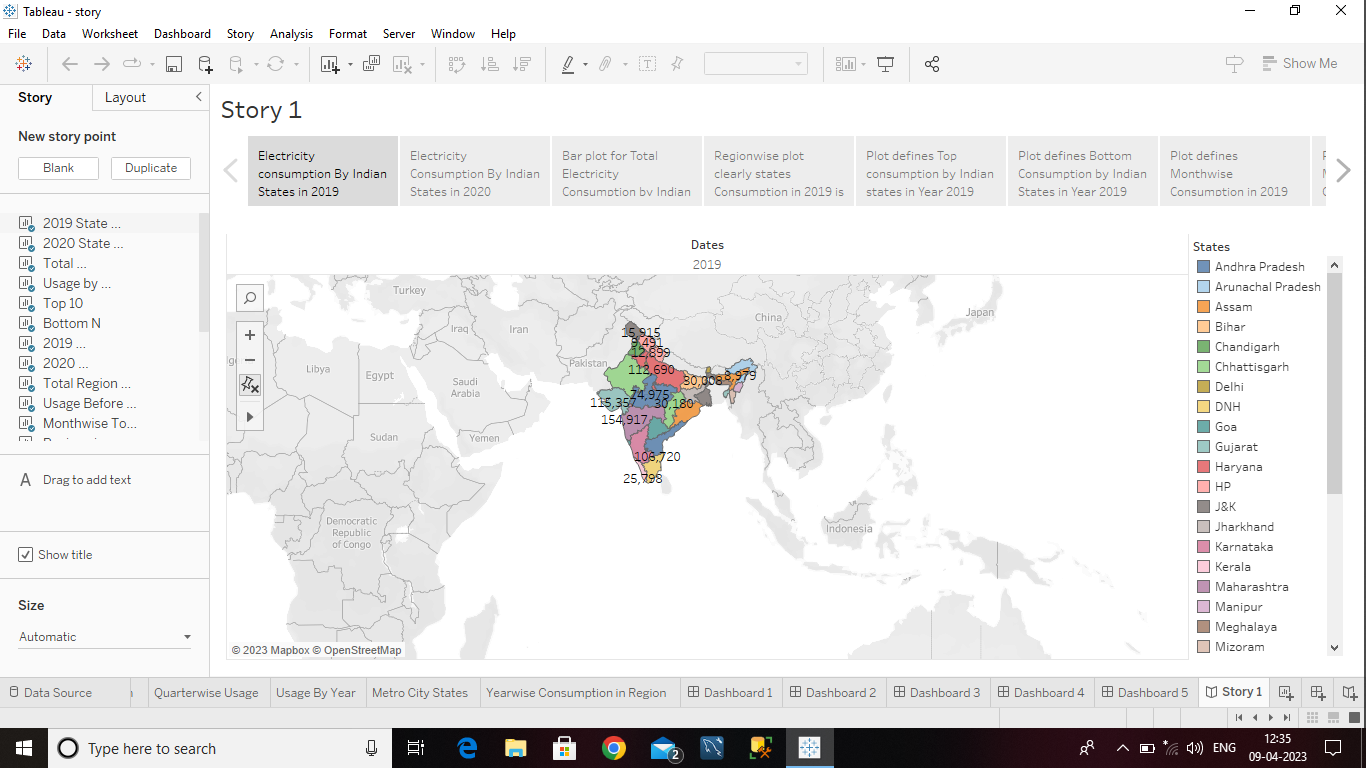 Tableau - story
File Data Worksheet Dashboard Story Analysis Format Server Window Help
Show Me
Story Layout
New story point
Blank Duplicate
2019 State ...
2020 State ...
Total ...
Usage by ...
Top 10
Bottom N
2019 ...
2020 ...
Total Region ...
Usage Before ...
Monthwise To...
A Drag to add text
Show title
Size
Automatic
Story 1
Electricity
consumption By Indian
States in 2019
Electricity
Consumption By Indian
States in 2020
Bar plot for Total
Electricity
Consumption by Indian
Regionwise plot
clearly states
Consumption in 2019 is
Plot defines Top
consumption by Indian
states in Year 2019
Plot defines Bottom
Consumption by Indian
States in Year 2019
Plot defines
Monthwise
Consumption in 2019
Dates
2019
Turkey
Iraq
Iran
China
Japan
Pakistan
Libya
Egypt
Saudi
Arabia
Sudan
Yemen
Democratic
Republic
of Congo
Indonesia
15,915
9,491
12,899
112,690
30,008
8,979
74,975
115,357
30,180
154,917
106,720
25,798
© 2023 Mapbox © OpenStreetMap
States
Andhra Pradesh
Arunachal Pradesh
Assam
Bihar
Chandigarh
Chhattisgarh
Delhi
DNH
Goa
Gujarat
Haryana
HP
J&K
Jharkhand
Karnataka
Kerala
Maharashtra
Manipur
Meghalaya
Mizoram
Data Source Quarterwise Usage Usage By Year Metro City States Yearwise Consumption in Region Dashboard 1 Dashboard 2 Dashboard 3 Dashboard 4 Dashboard 5 Story 1
Type here to search
2
ENG
12:35
09-04-2023